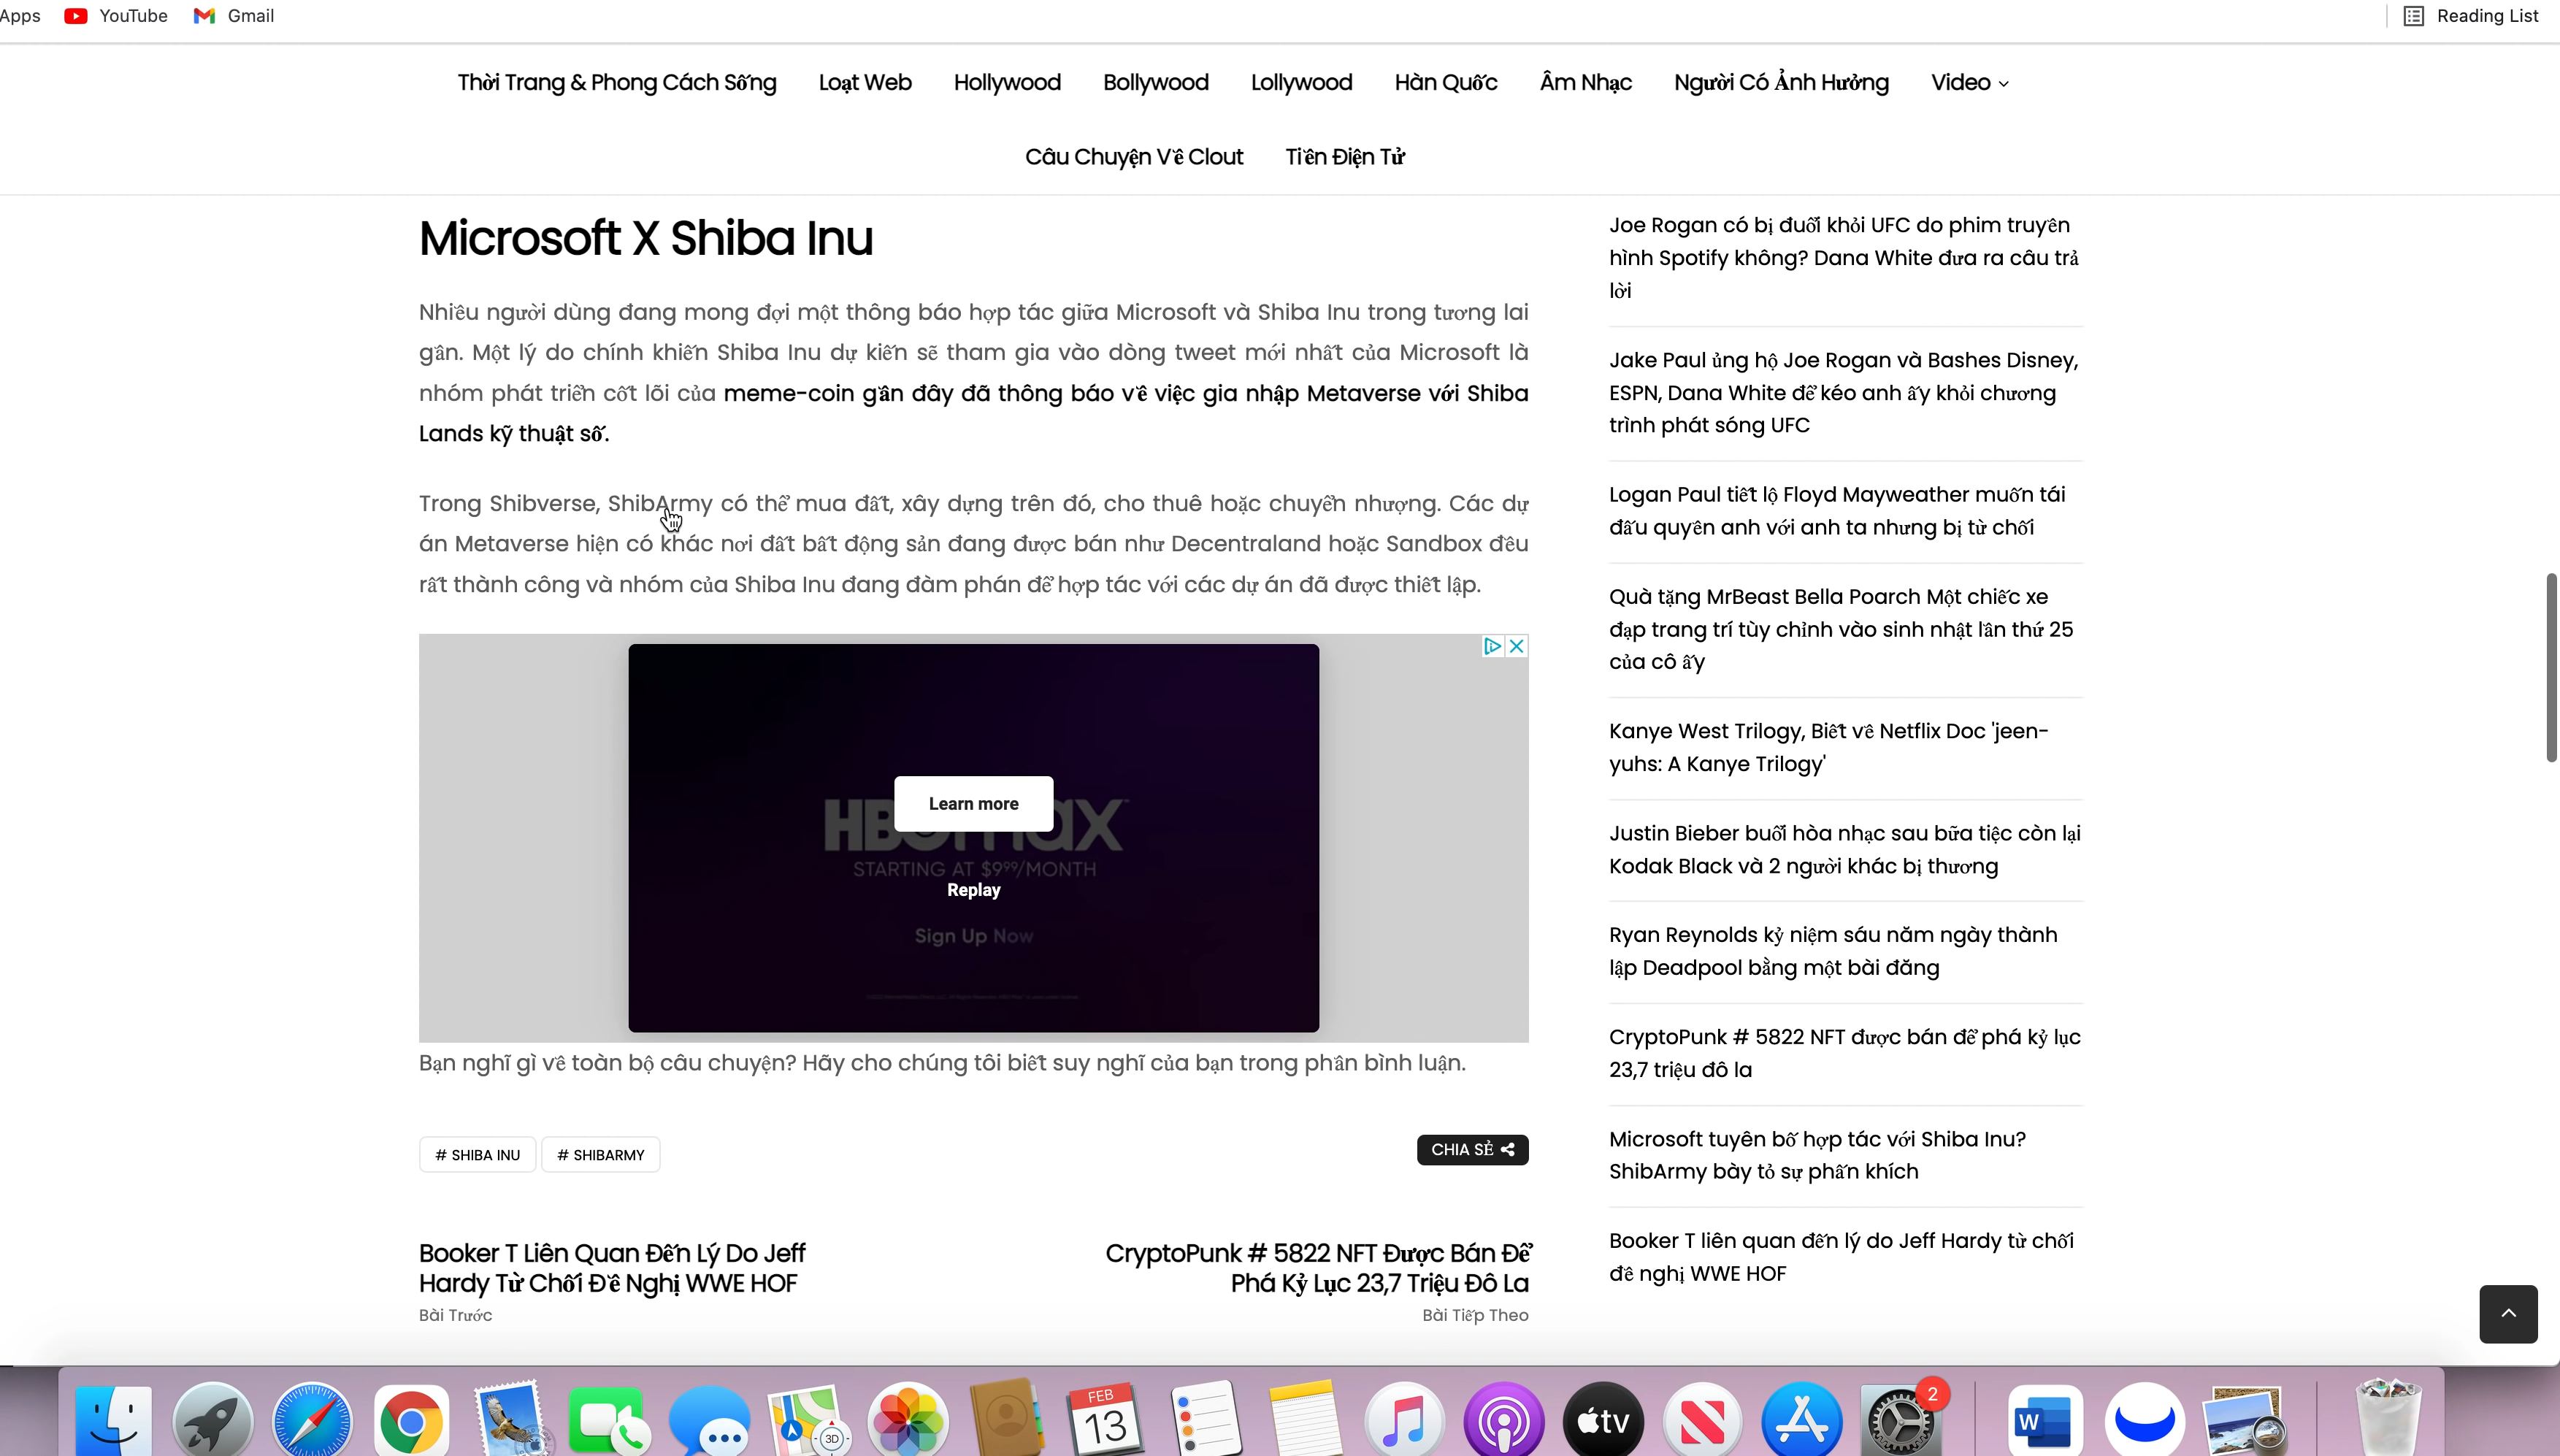 Apps YouTube Gmail Reading List
Thời Trang & Phong Cách Sống Loạt Web Hollywood Bollywood Lollywood Hàn Quốc Âm Nhạc Người Có Ảnh Hưởng Video
Câu Chuyện Về Clout Tiền Điện Tử
Microsoft X Shiba Inu
Nhiều người dùng đang mong đợi một thông báo hợp tác giữa Microsoft và Shiba Inu trong tương lai
gần. Một lý do chính khiến Shiba Inu dự kiến sẽ tham gia vào dòng tweet mới nhất của Microsoft là
nhóm phát triển cốt lõi của meme-coin gần đây đã thông báo về việc gia nhập Metaverse với Shiba
Lands kỹ thuật số.
Trong Shibverse, ShibArmy có thể mua đất, xây dựng trên đó, cho thuê hoặc chuyển nhượng. Các dự
án Metaverse hiện có khác nơi đất bất động sản đang được bán như Decentraland hoặc Sandbox đều
rất thành công và nhóm của Shiba Inu đang đàm phán để hợp tác với các dự án đã được thiết lập.
Learn more
HBOmax
STARTING AT $9⁹⁹/MONTH
Replay
Sign Up Now
Bạn nghĩ gì về toàn bộ câu chuyện? Hãy cho chúng tôi biết suy nghĩ của bạn trong phần bình luận.
# SHIBA INU # SHIBARMY CHIA SẺ
Booker T Liên Quan Đến Lý Do Jeff
Hardy Từ Chối Đề Nghị WWE HOF
Bài Trước
CryptoPunk # 5822 NFT Được Bán Để
Phá Kỷ Lục 23,7 Triệu Đô La
Bài Tiếp Theo
Joe Rogan có bị đuổi khỏi UFC do phim truyền
hình Spotify không? Dana White đưa ra câu trả
lời
Jake Paul ủng hộ Joe Rogan và Bashes Disney,
ESPN, Dana White để kéo anh ấy khỏi chương
trình phát sóng UFC
Logan Paul tiết lộ Floyd Mayweather muốn tái
đấu quyền anh với anh ta nhưng bị từ chối
Quà tặng MrBeast Bella Poarch Một chiếc xe
đạp trang trí tùy chỉnh vào sinh nhật lần thứ 25
của cô ấy
Kanye West Trilogy, Biết về Netflix Doc 'jeen-
yuhs: A Kanye Trilogy'
Justin Bieber buổi hòa nhạc sau bữa tiệc còn lại
Kodak Black và 2 người khác bị thương
Ryan Reynolds kỷ niệm sáu năm ngày thành
lập Deadpool bằng một bài đăng
CryptoPunk # 5822 NFT được bán để phá kỷ lục
23,7 triệu đô la
Microsoft tuyên bố hợp tác với Shiba Inu?
ShibArmy bày tỏ sự phấn khích
Booker T liên quan đến lý do Jeff Hardy từ chối
đề nghị WWE HOF
3D
FEB
13
tv
2
W